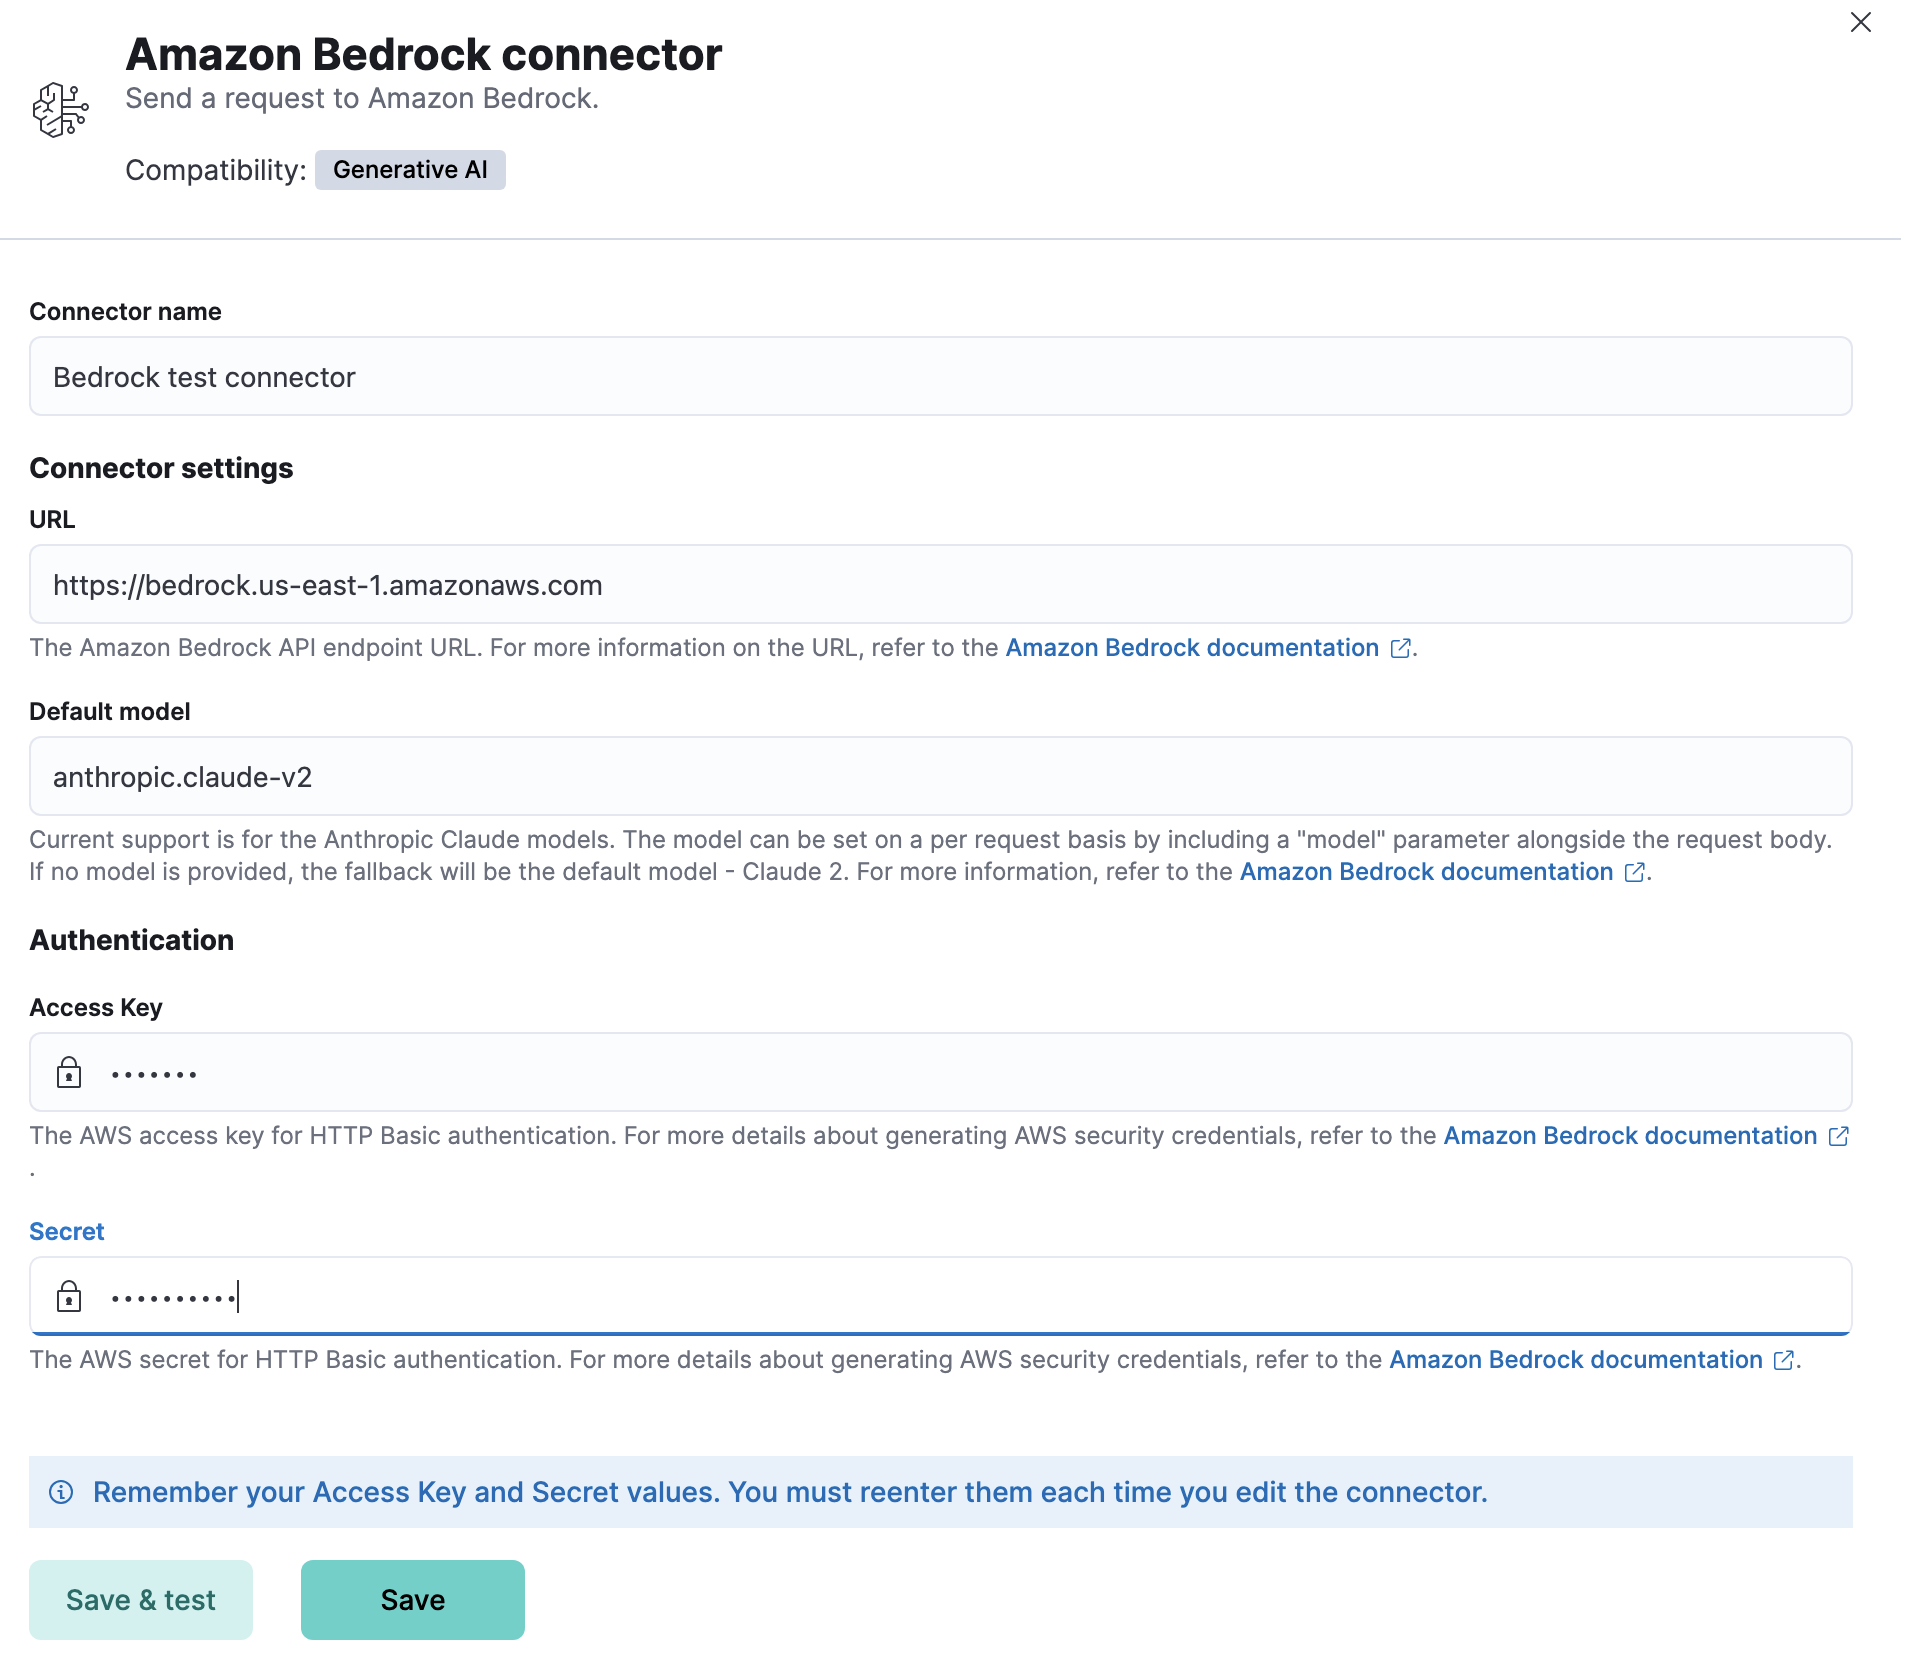 Amazon Bedrock connector
Send a request to Amazon Bedrock.
Compatibility: Generative AI
Connector name
Bedrock test connector
Connector settings
URL
https://bedrock.us-east-1.amazonaws.com
The Amazon Bedrock API endpoint URL. For more information on the URL, refer to the Amazon Bedrock documentation.
Default model
anthropic.claude-v2
Current support is for the Anthropic Claude models. The model can be set on a per request basis by including a "model" parameter alongside the request body.
If no model is provided, the fallback will be the default model - Claude 2. For more information, refer to the Amazon Bedrock documentation.
Authentication
Access Key
•••••••
The AWS access key for HTTP Basic authentication. For more details about generating AWS security credentials, refer to the Amazon Bedrock documentation
.
Secret
••••••••••
The AWS secret for HTTP Basic authentication. For more details about generating AWS security credentials, refer to the Amazon Bedrock documentation.
Remember your Access Key and Secret values. You must reenter them each time you edit the connector.
Save & test Save